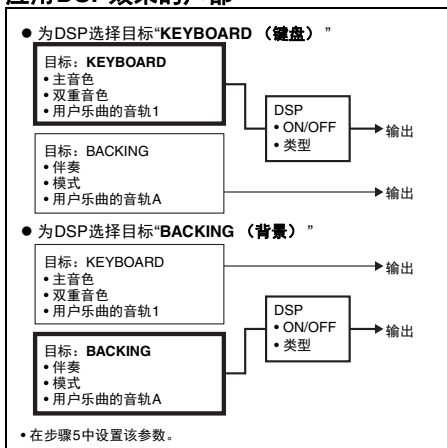 ● 为DSP选择目标“KEYBOARD （键盘） ”
目标：KEYBOARD
• 主音色
• 双重音色
• 用户乐曲的音轨1
DSP
• ON/OFF
• 类型
输出
目标：BACKING
• 伴奏
• 模式
• 用户乐曲的音轨A
输出
● 为DSP选择目标“BACKING （背景） ”
目标：KEYBOARD
• 主音色
• 双重音色
• 用户乐曲的音轨1
输出
DSP
• ON/OFF
• 类型
输出
目标：BACKING
• 伴奏
• 模式
• 用户乐曲的音轨A
• 在步骤5中设置该参数。